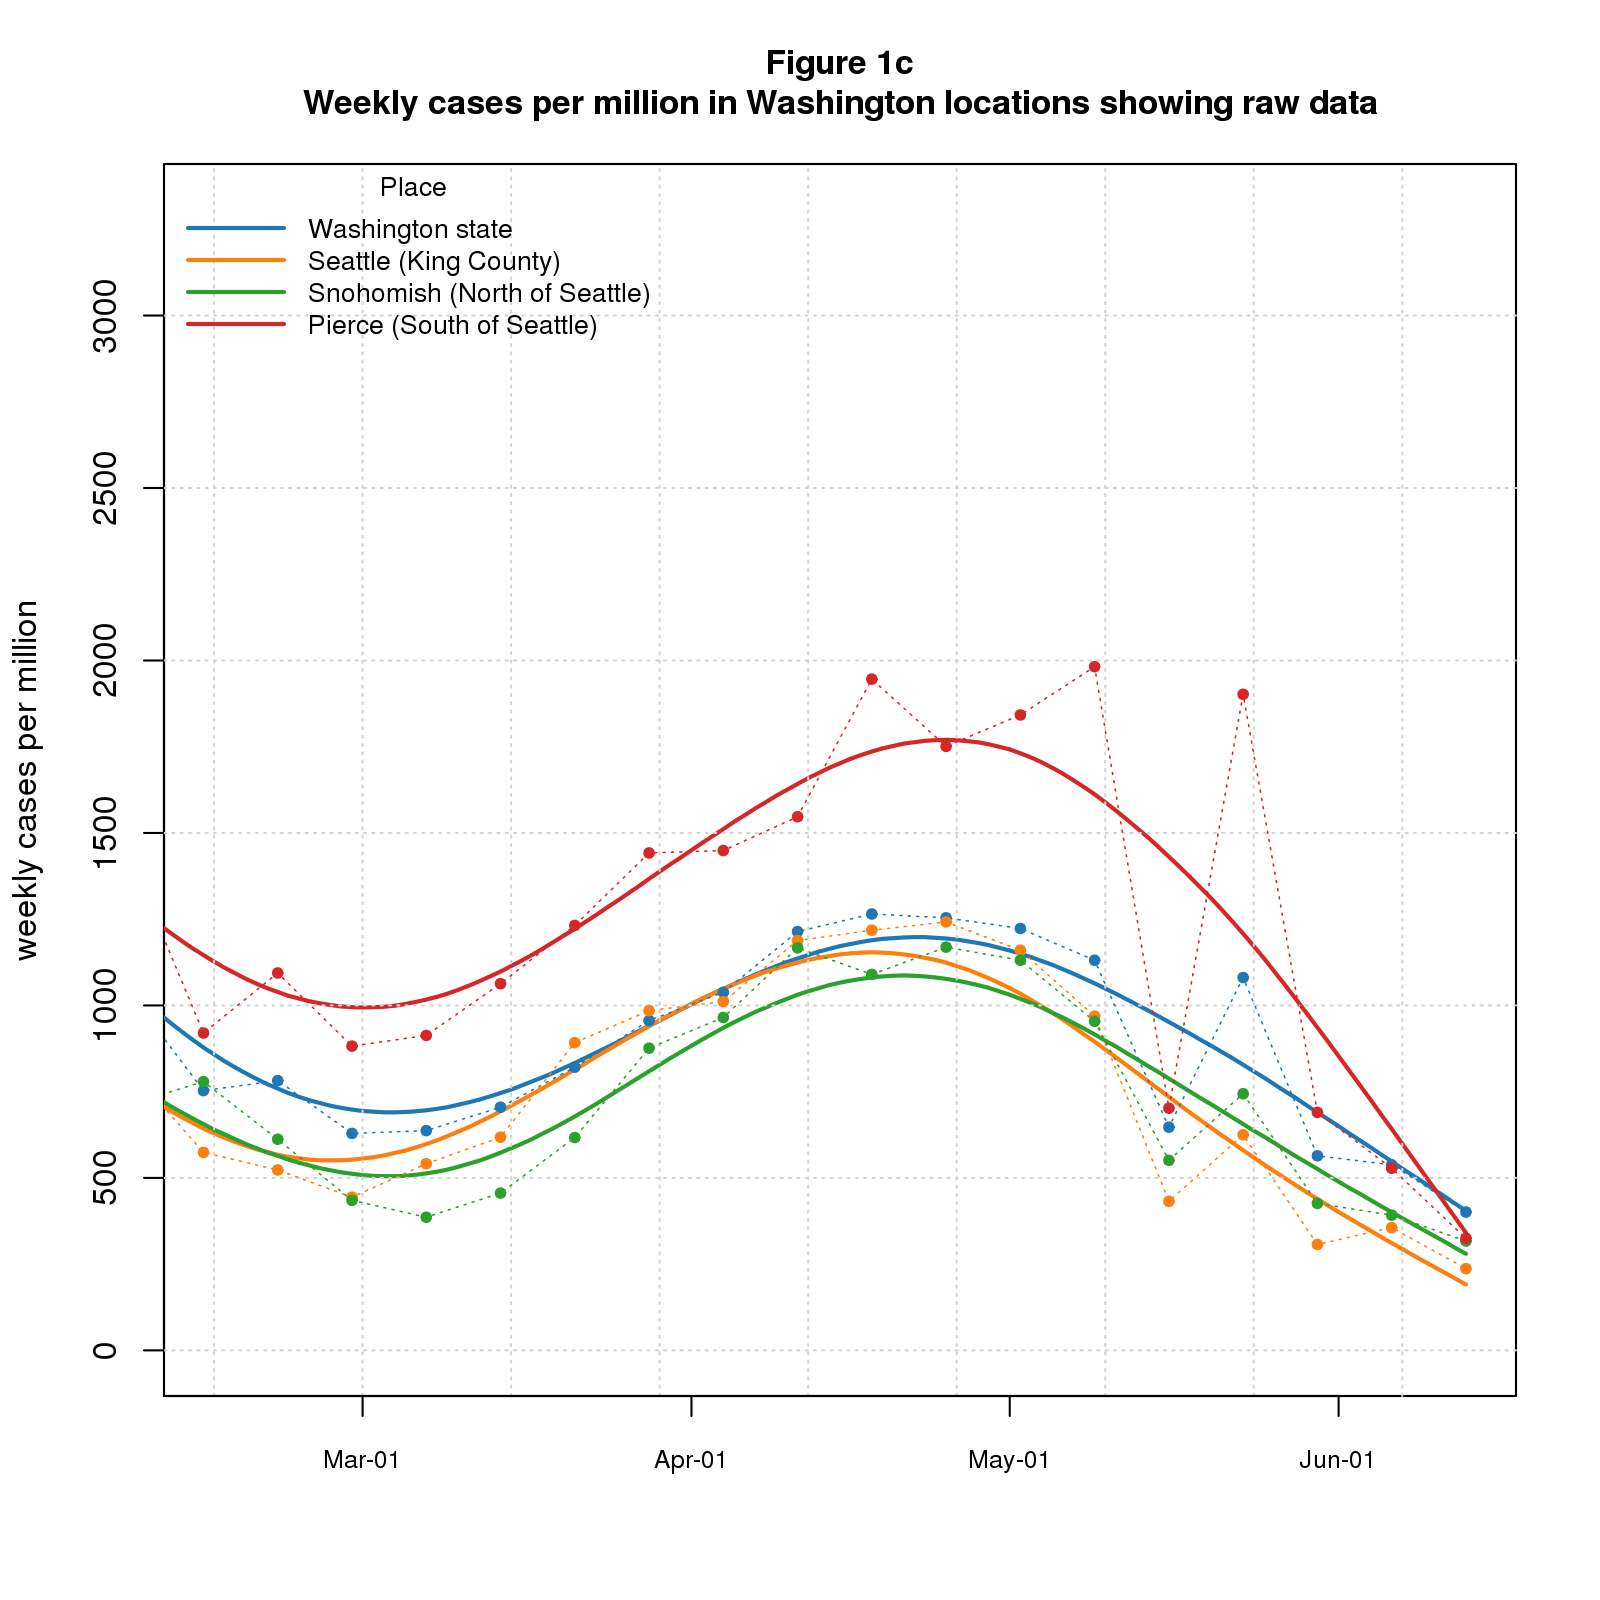 Figure 1c
Weekly cases per million in Washington locations showing raw data
Place
Washington state
Seattle (King County)
Snohomish (North of Seattle)
Pierce (South of Seattle)
3000
2500
2000
1500
1000
500
0
weekly cases per million
Mar-01
Apr-01
May-01
Jun-01